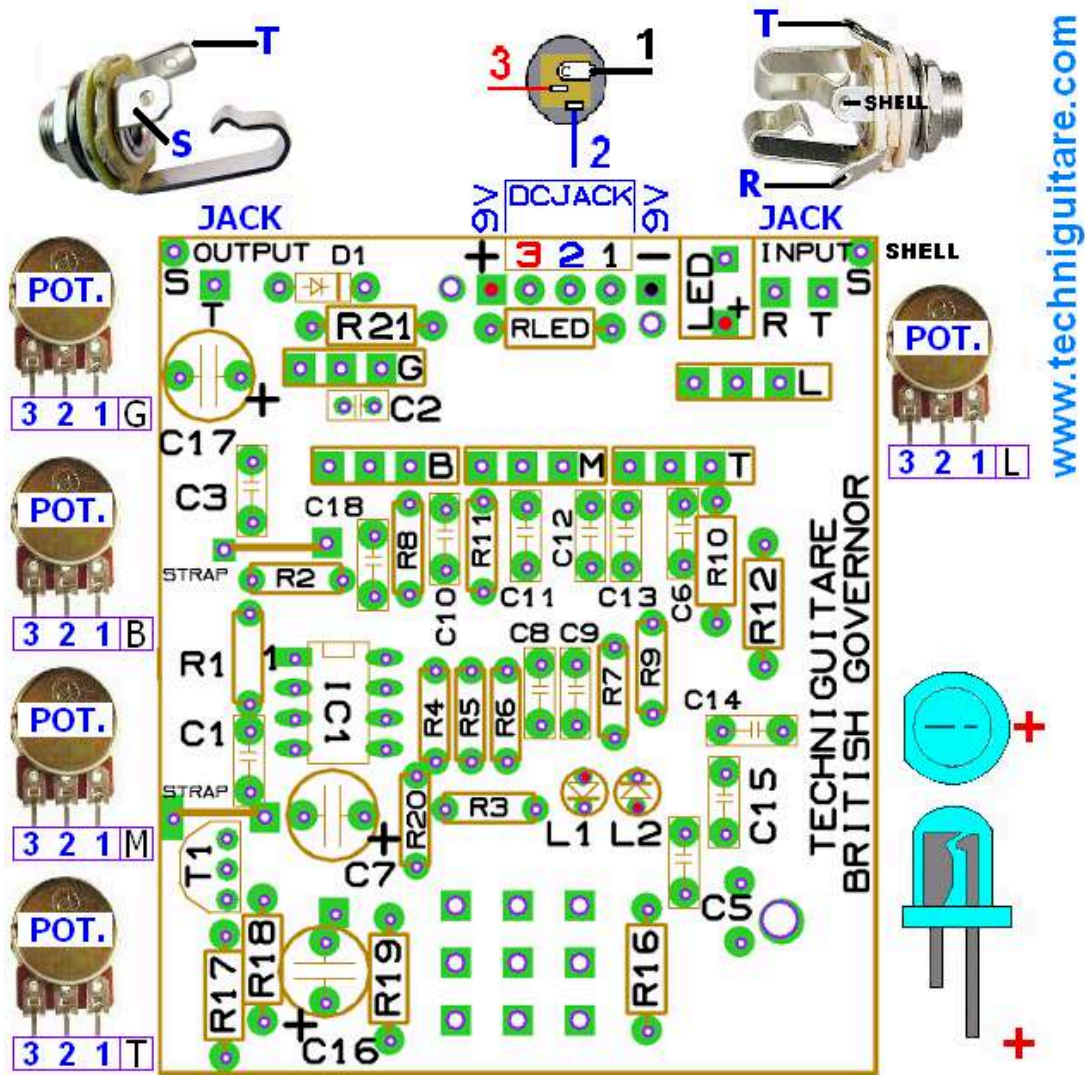 T
S
JACK
3
1
2
T
SHELL
R
JACK
www.techniguitare.com
9V
DCJACK
9V
OUTPUT
S
T
D1
+
3 2 1
-
LED
+
INPUT
R T S
SHELL
POT.
3 2 1 G
R21
RLED
G
C2
L
POT.
3 2 1 L
+
C17
B
M
T
POT.
3 2 1 B
C3
C18
R8
C10
R11
C11
C12
C13
C6
R10
R12
STRAP
R2
R1
1
IC1
R4
R5
R6
C8
C9
R7
R9
C14
TECHNIGUITARE
BRITISH GOVERNOR
POT.
3 2 1 M
C1
STRAP
T1
C7
+
R20
R3
L1
L2
C15
C5
+
POT.
3 2 1 T
R17
R18
+
C16
R19
R16
+